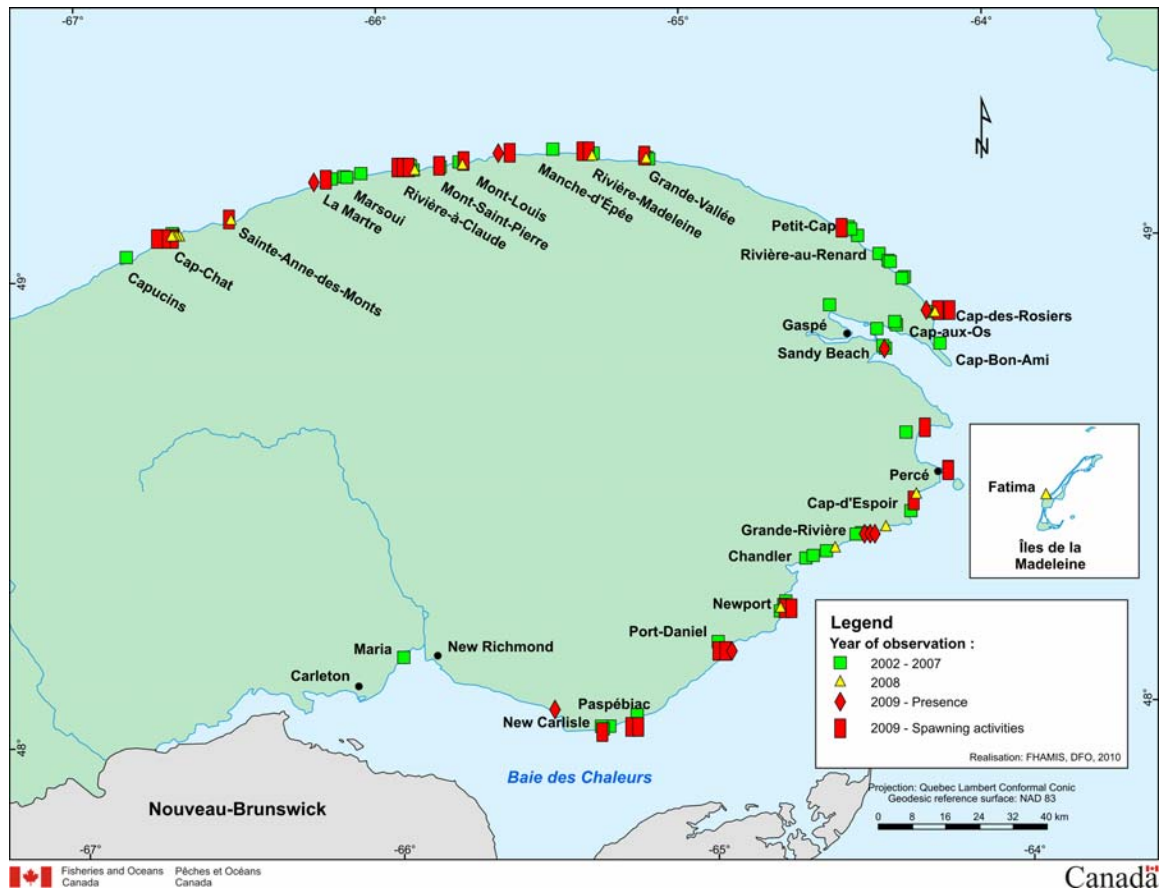 -67°
-66°
-65°
-64°
N
La Martre
Marsoui
Rivière-à-Claude
Mont-Saint-Pierre
Mont-Louis
Manche-d'Épée
Rivière-Madeleine
Grande-Vallée
Capucins
Cap-Chat
Sainte-Anne-des-Monts
Petit-Cap
Rivière-au-Renard
49°
49°
Gaspé
Cap-des-Rosiers
Cap-aux-Os
Sandy Beach
Cap-Bon-Ami
Percé
Cap-d'Espoir
Grande-Rivière
Chandler
Fatima
Îles de la
Madeleine
Newport
Port-Daniel
Maria
New Richmond
Carleton
Paspébiac
New Carlisle
48°
48°
Baie des Chaleurs
Nouveau-Brunswick
Legend
Year of observation :
2002 - 2007
2008
2009 - Presence
2009 - Spawning activities
Realisation: FHAMIS, DFO, 2010
Projection: Quebec Lambert Conformal Conic
Geodesic reference surface: NAD 83
0 8 16 24 32 40 km
-67°
-66°
-65°
-64°
Fisheries and Oceans Pêches et Océans
Canada Canada
Canada